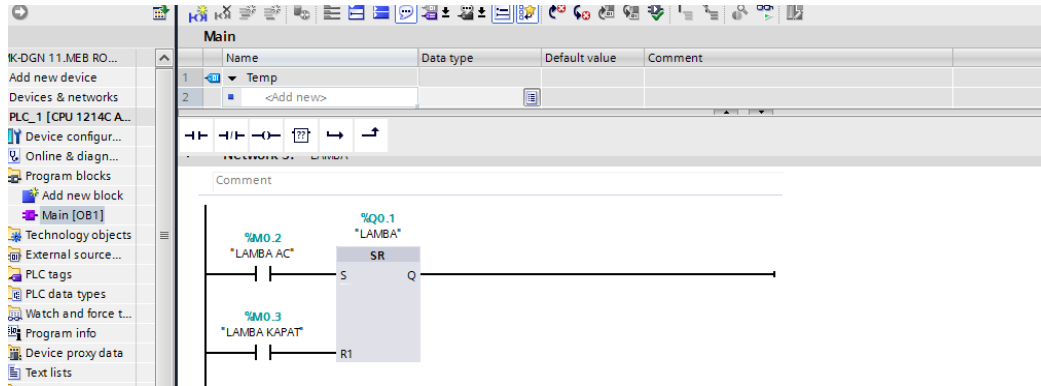 Main
Name Data type Default value Comment
1 Temp
2 <Add new>
IK-DGN 11.MEB RO...
Add new device
Devices & networks
PLC_1 [CPU 1214C A...
Device configur...
Online & diagn...
Program blocks
Add new block
Main [OB1]
Technology objects
External source...
PLC tags
PLC data types
Watch and force t...
Program info
Device proxy data
Text lists
??
LAMBA
Comment
%Q0.1
"LAMBA"
%M0.2
"LAMBA AC"
SR
S Q
%M0.3
"LAMBA KAPAT"
R1